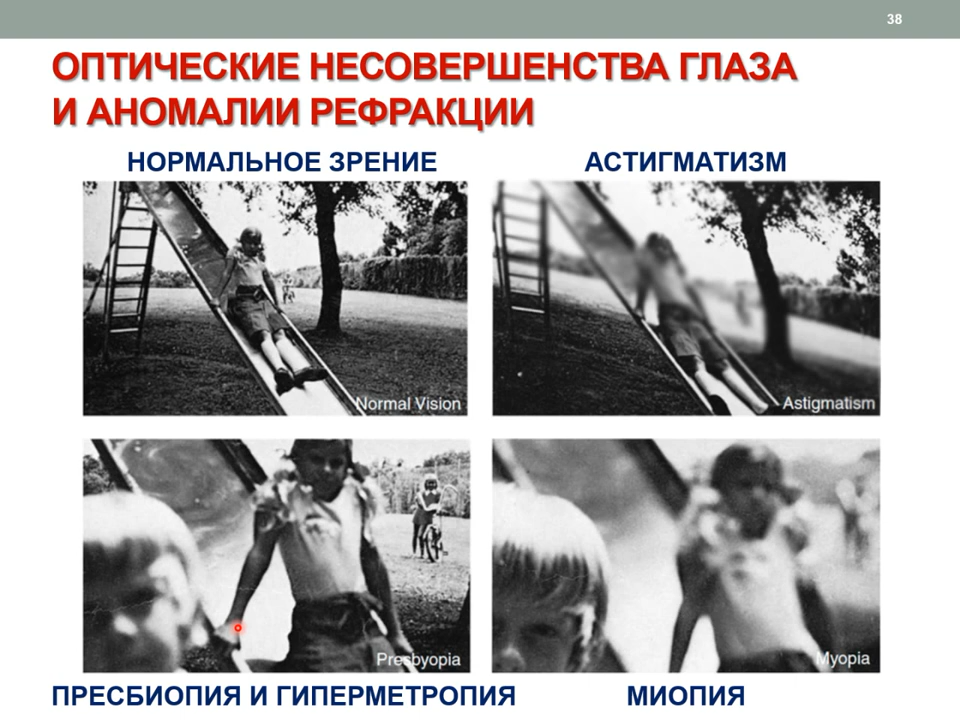 38
ОПТИЧЕСКИЕ НЕСОВЕРШЕНСТВА ГЛАЗА
И АНОМАЛИИ РЕФРАКЦИИ
НОРМАЛЬНОЕ ЗРЕНИЕ
АСТИГМАТИЗМ
Normal Vision
Astigmatism
Presbyopia
Myopia
ПРЕСБИОПИЯ И ГИПЕРМЕТРОПИЯ
МИОПИЯ